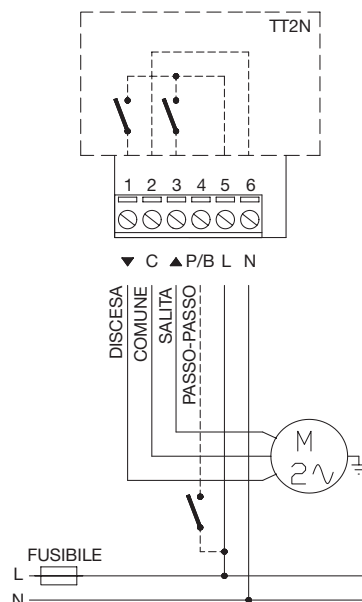 TT2N
1 2 3 4 5 6
▼ C ▲ P/B L N
DISCESA
COMUNE
SALITA
PASSO-PASSO
M
2∿
FUSIBILE
L
N